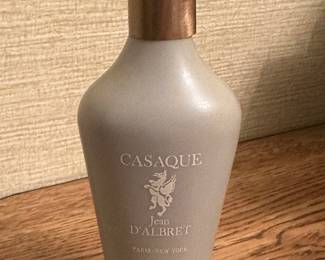 CASAQUE
Jean
D'ALBRET
PARIS-NEW YORK